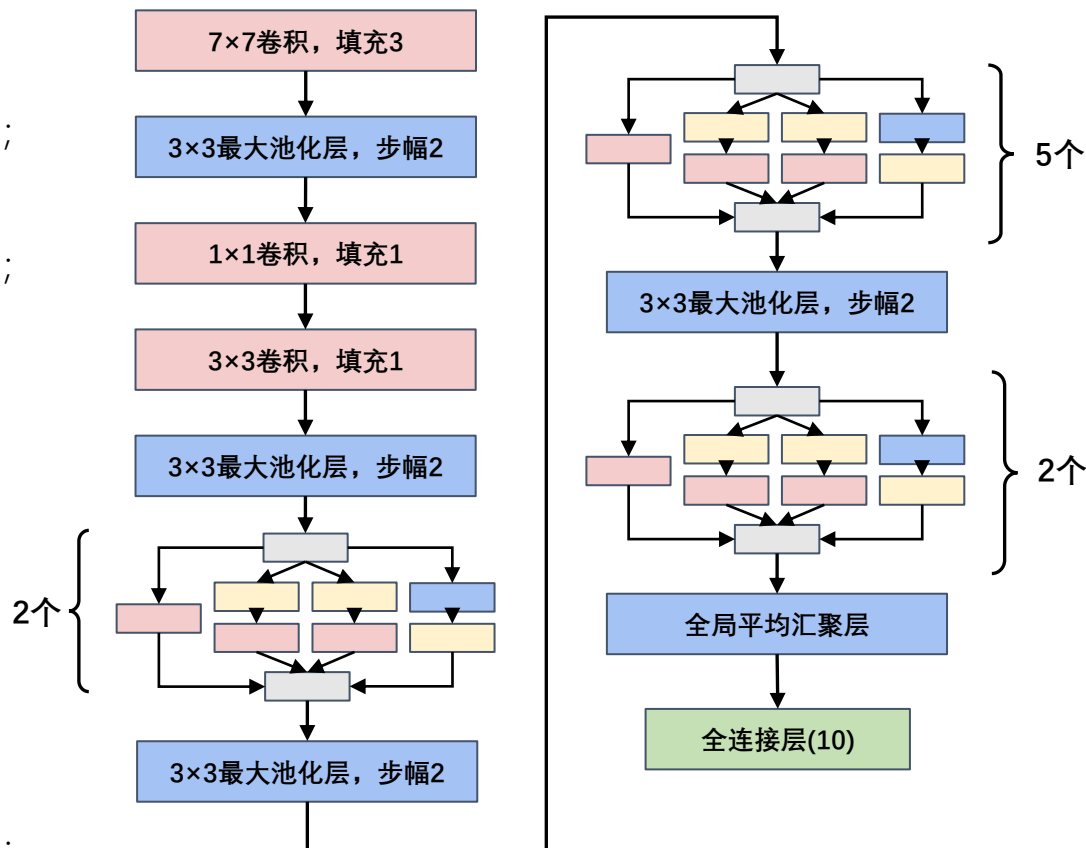 7×7卷积，填充3
;
3×3最大池化层，步幅2
;
1×1卷积，填充1
3×3卷积，填充1
3×3最大池化层，步幅2
2个
3×3最大池化层，步幅2
.
5个
3×3最大池化层，步幅2
2个
全局平均汇聚层
全连接层(10)